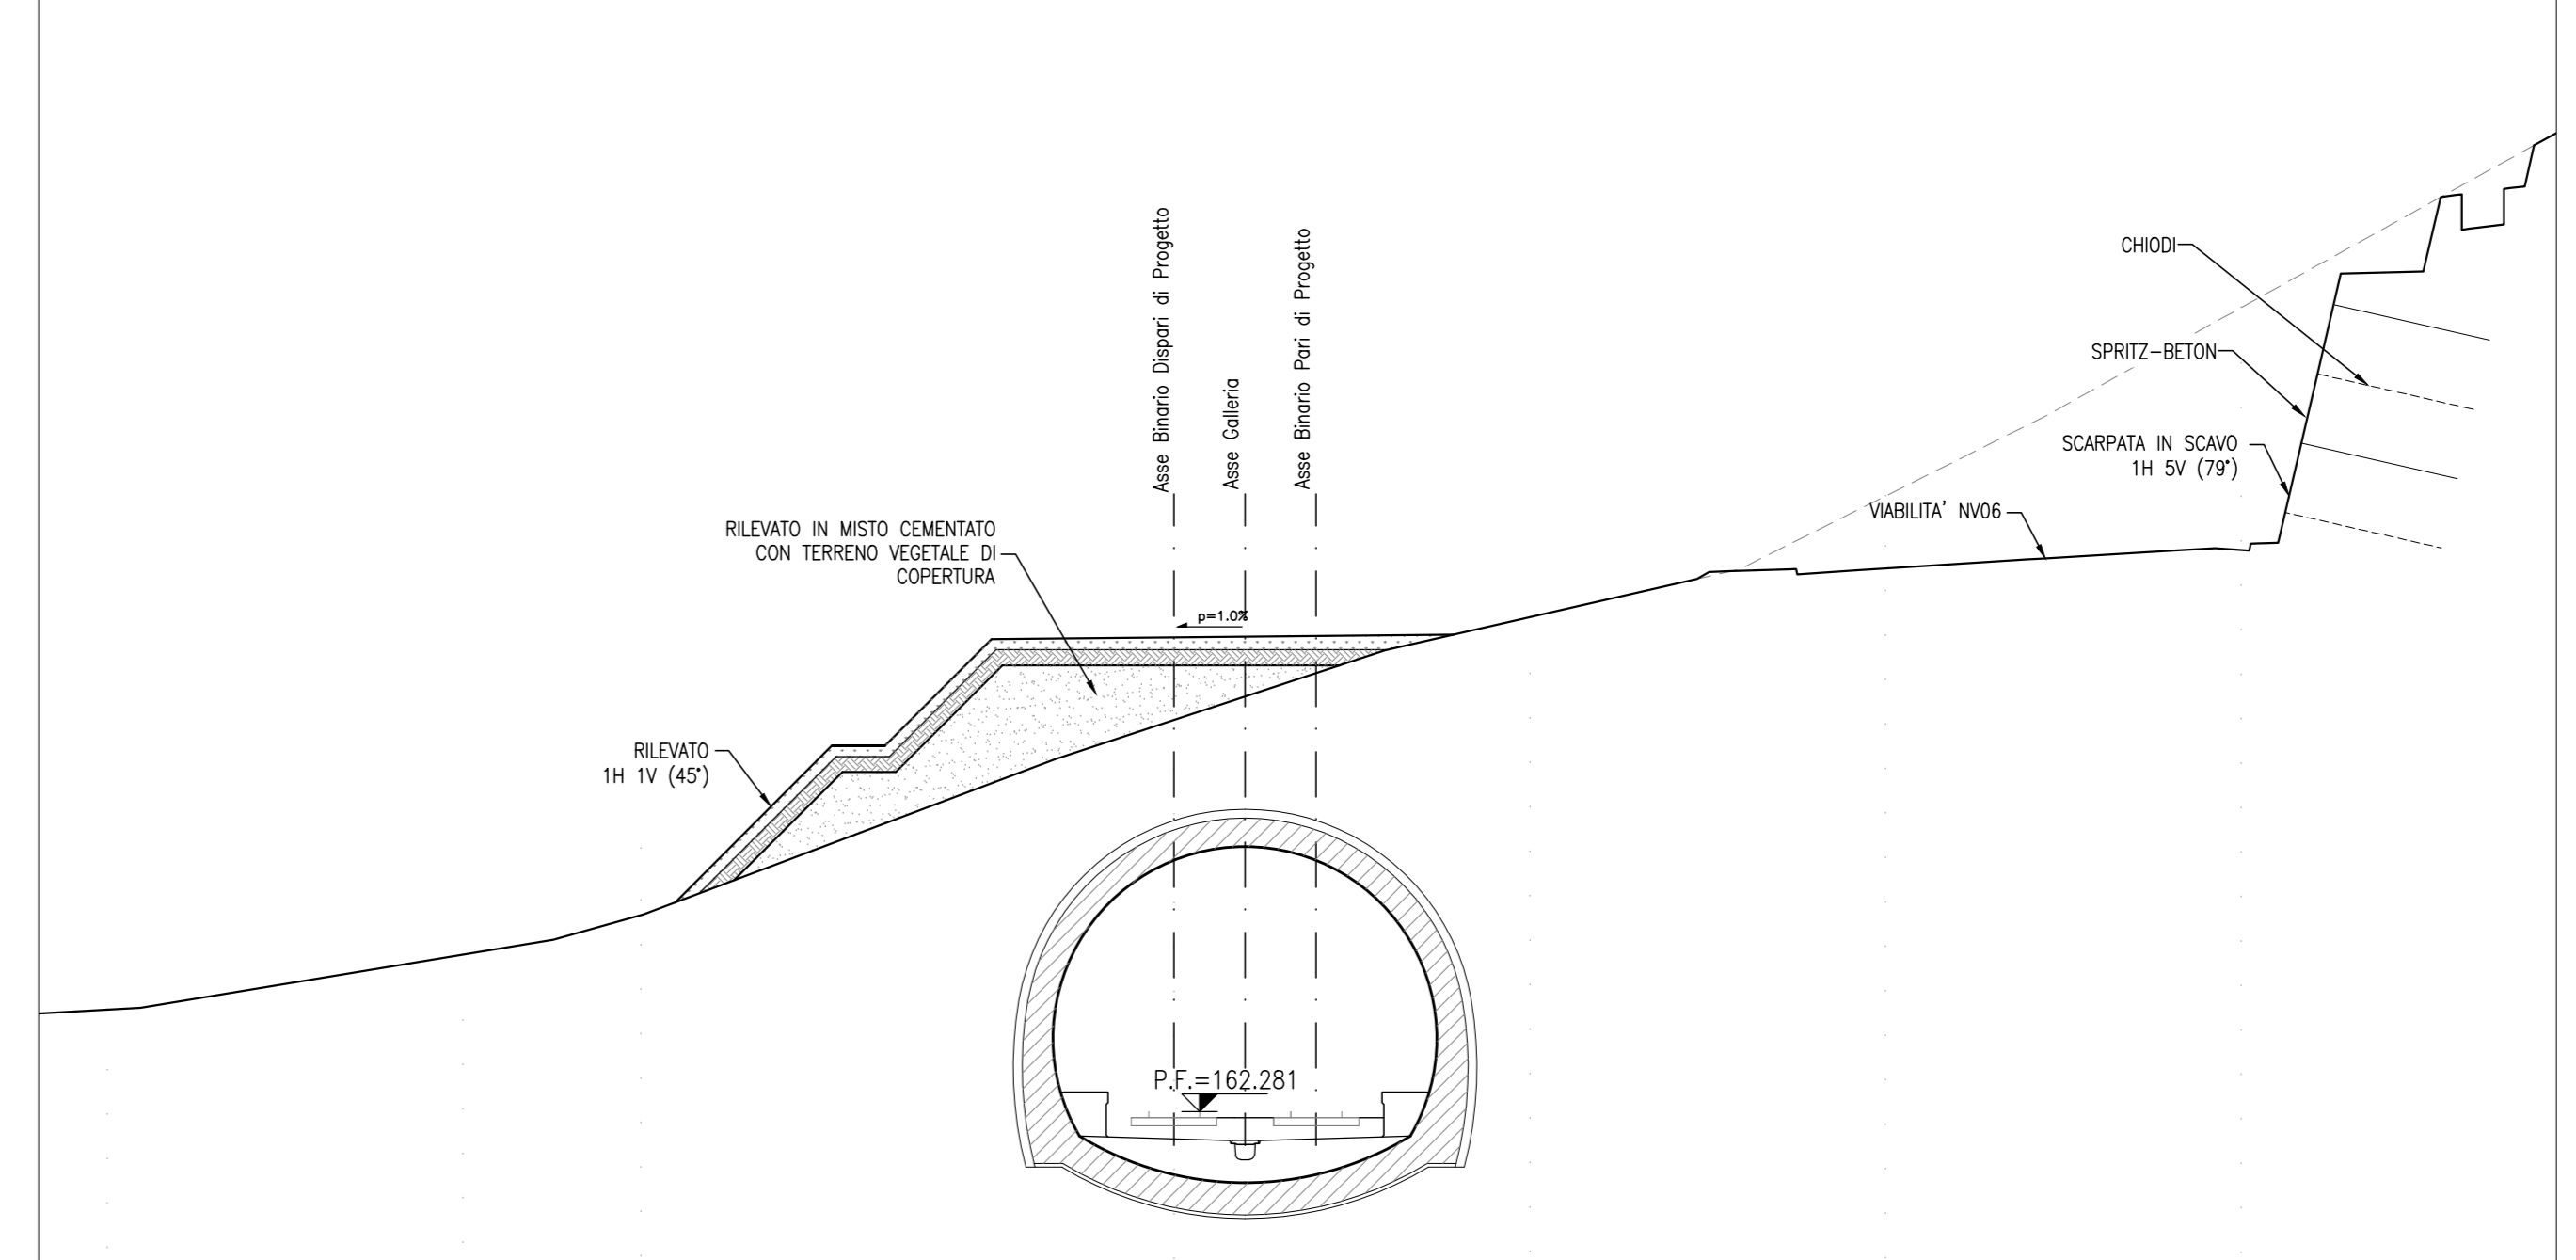 Asse Binario Dispari di Progetto
Asse Galleria
Asse Binario Pari di Progetto
CHIODI
SPRITZ-BETON
SCARPATA IN SCAVO
1H 5V (79°)
VIABILITA' NV06
RILEVATO IN MISTO CEMENTATO
CON TERRENO VEGETALE DI
COPERTURA
p=1.0%
RILEVATO
1H 1V (45°)
P.F.=162.281